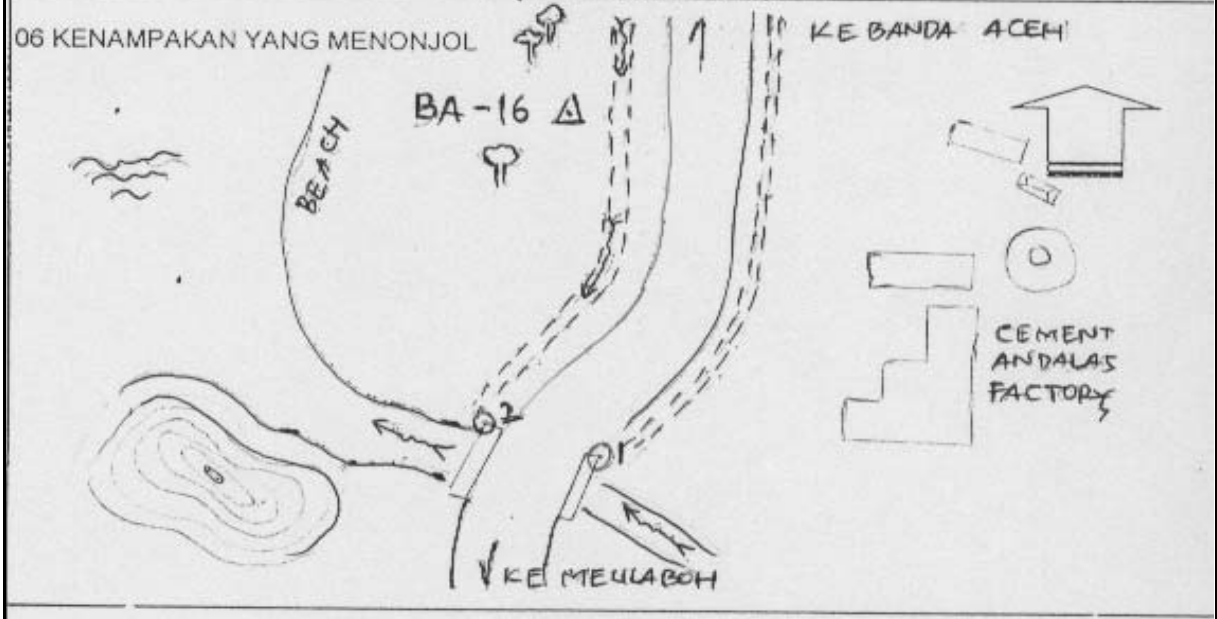 06 KENAMPAKAN YANG MENONJOL
KE BANDA ACEH
BA-16
BEACH
CEMENT
ANDALAS
FACTORY
2
1
KE MEULABOH